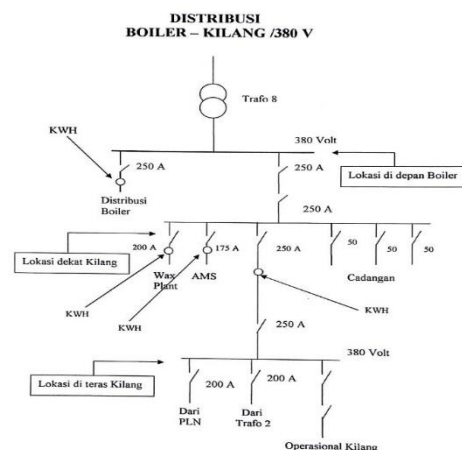 DISTRIBUSI
BOILER – KILANG /380 V
Trafo 8
KWH
380 Volt
250 A
250 A
Lokasi di depan Boiler
Distribusi
Boiler
250 A
Lokasi dekat Kilang
200 A
175 A
250 A
50
50
50
Wax
Plant
AMS
Cadangan
KWH
KWH
KWH
250 A
380 Volt
Lokasi di teras Kilang
200 A
200 A
Dari
PLN
Dari
Trafo 2
Operasional Kilang